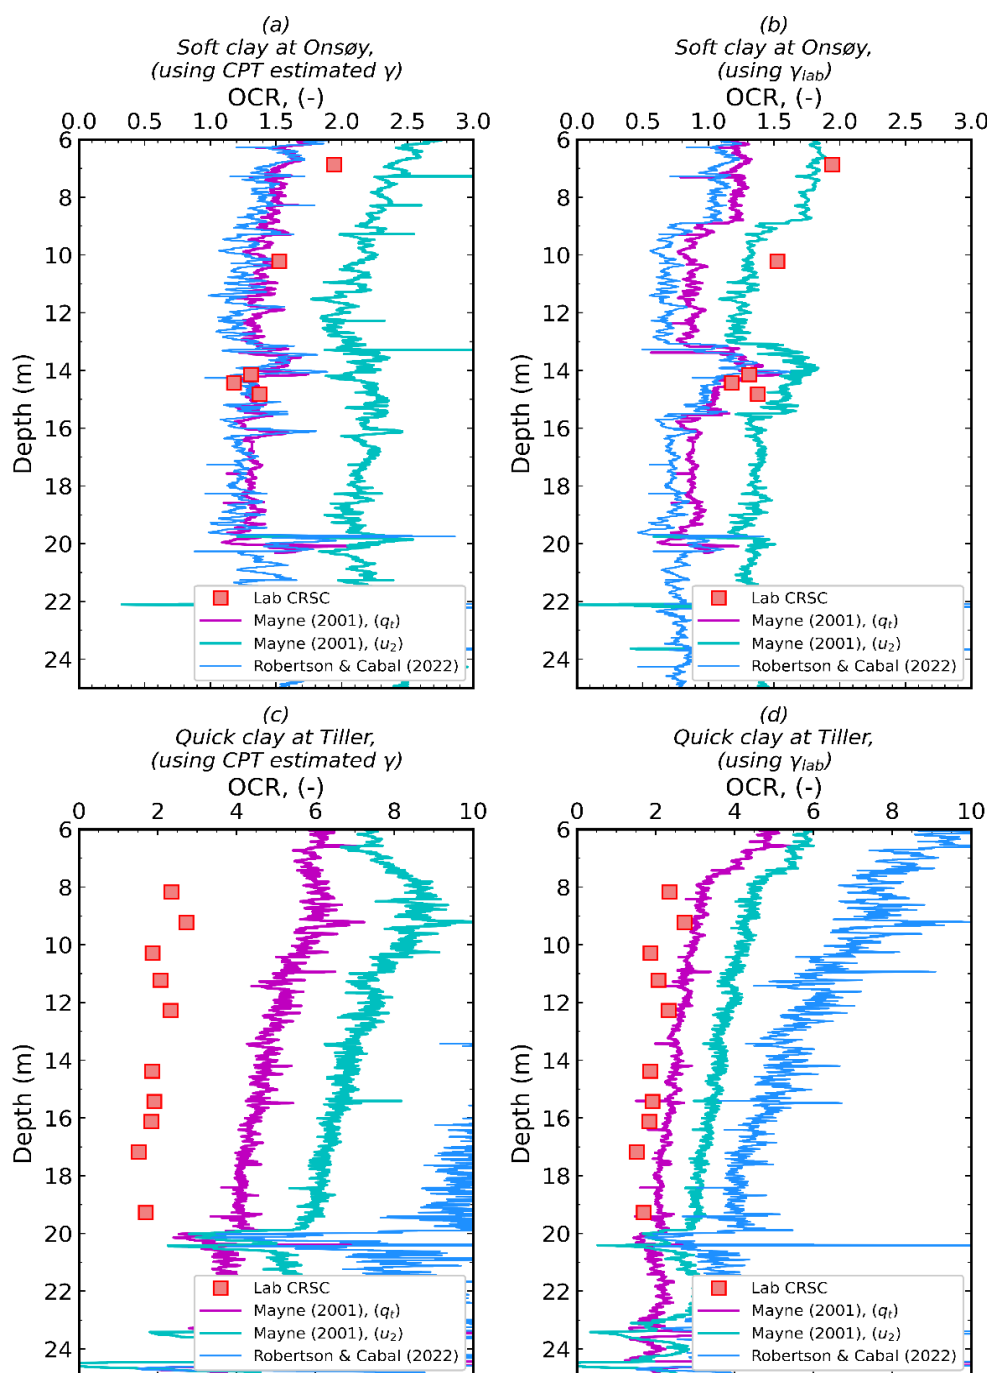 (a)
Soft clay at Onsøy,
(using CPT estimated γ)
OCR, (-)
0.0 0.5 1.0 1.5 2.0 2.5 3.0
6
8
10
12
14
16
18
20
22
24
Depth (m)
Lab CRSC
Mayne (2001), (qt)
Mayne (2001), (u2)
Robertson & Cabal (2022)
(b)
Soft clay at Onsøy,
(using γlab)
OCR, (-)
0.0 0.5 1.0 1.5 2.0 2.5 3.0
6
8
10
12
14
16
18
20
22
24
Depth (m)
Lab CRSC
Mayne (2001), (qt)
Mayne (2001), (u2)
Robertson & Cabal (2022)
(c)
Quick clay at Tiller,
(using CPT estimated γ)
OCR, (-)
0 2 4 6 8 10
6
8
10
12
14
16
18
20
22
24
Depth (m)
Lab CRSC
Mayne (2001), (qt)
Mayne (2001), (u2)
Robertson & Cabal (2022)
(d)
Quick clay at Tiller,
(using γlab)
OCR, (-)
0 2 4 6 8 10
6
8
10
12
14
16
18
20
22
24
Depth (m)
Lab CRSC
Mayne (2001), (qt)
Mayne (2001), (u2)
Robertson & Cabal (2022)